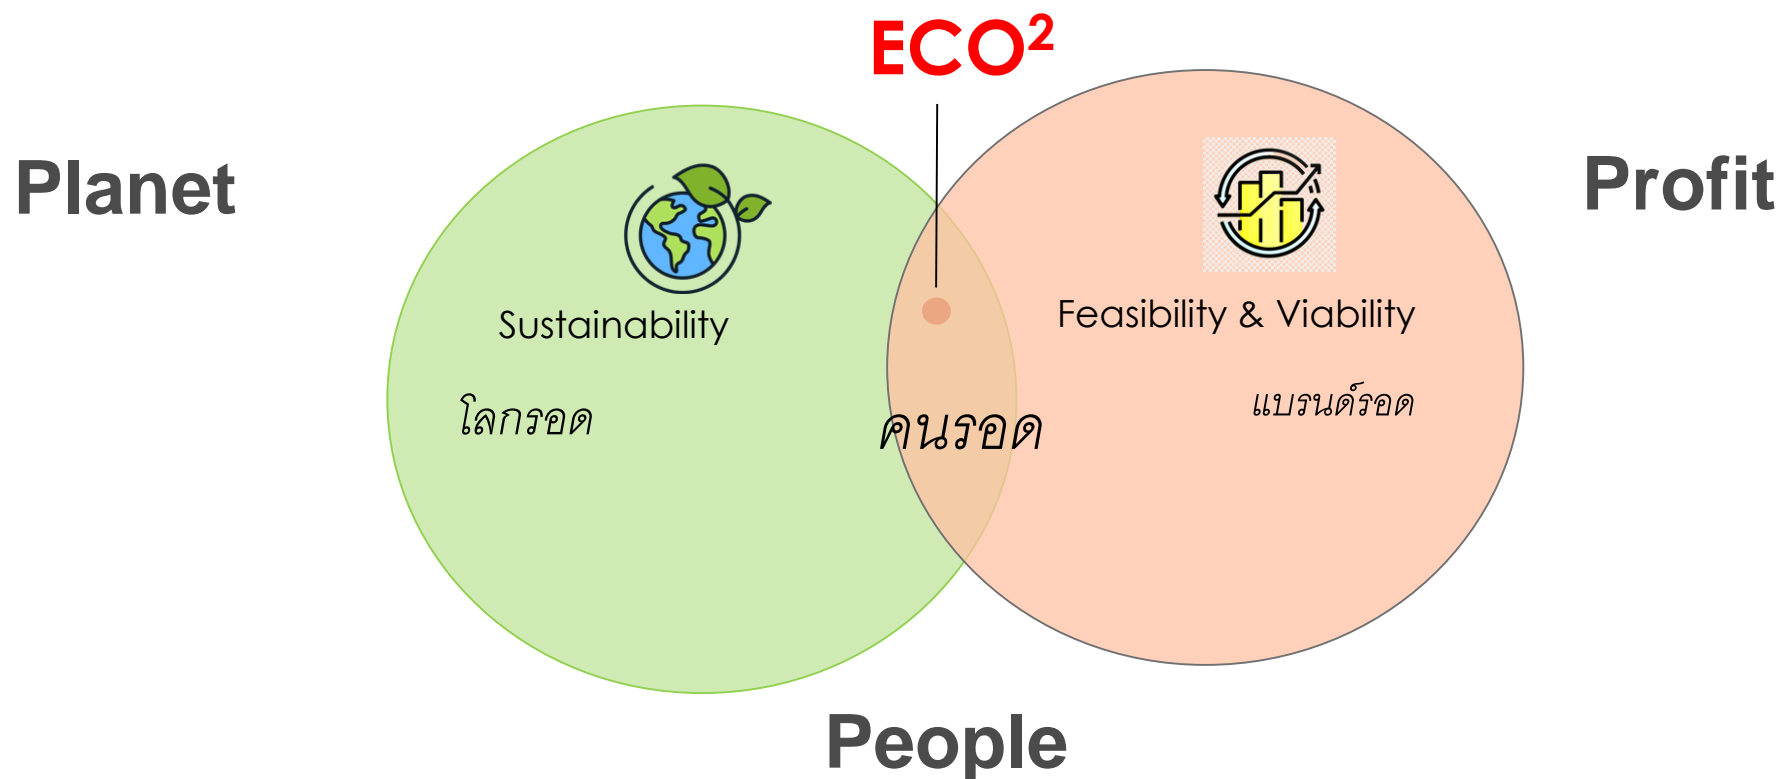 ECO²
Planet
Profit
Sustainability
Feasibility & Viability
โลกรอด
คนรอด
แบรนด์รอด
People